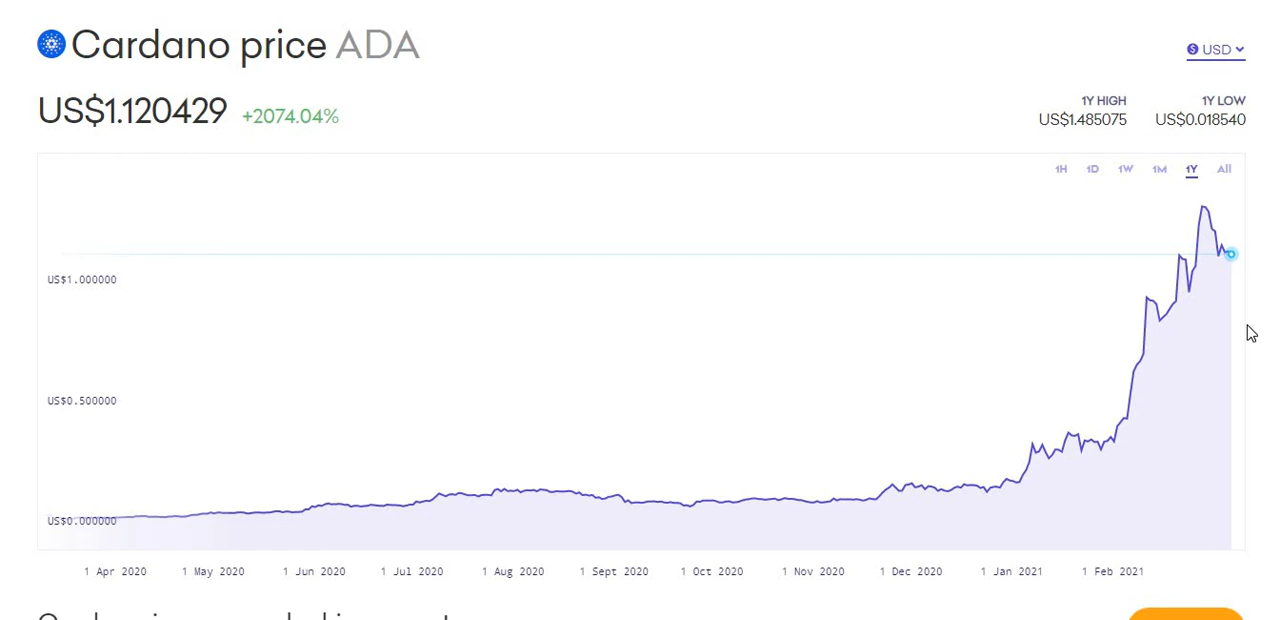 Cardano price ADA
USD
US$1.120429 +2074.04%
1Y HIGH
US$1.485075
1Y LOW
US$0.018540
1H 1D 1W 1M 1Y All
US$1.000000
US$0.500000
US$0.000000
1 Apr 2020 1 May 2020 1 Jun 2020 1 Jul 2020 1 Aug 2020 1 Sept 2020 1 Oct 2020 1 Nov 2020 1 Dec 2020 1 Jan 2021 1 Feb 2021